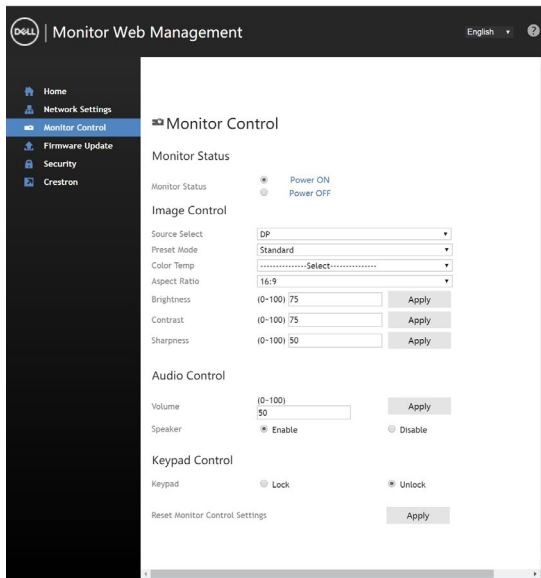 DELL | Monitor Web Management
English
?
Home
Network Settings
Monitor Control
Firmware Update
Security
Crestron
Monitor Control
Monitor Status
Monitor Status Power ON
Power OFF
Image Control
Source Select DP
Preset Mode Standard
Color Temp ---------------Select---------------
Aspect Ratio 16:9
Brightness (0~100) 75 Apply
Contrast (0~100) 75 Apply
Sharpness (0~100) 50 Apply
Audio Control
(0~100)
Volume 50 Apply
Speaker Enable Disable
Keypad Control
Keypad Lock Unlock
Reset Monitor Control Settings Apply